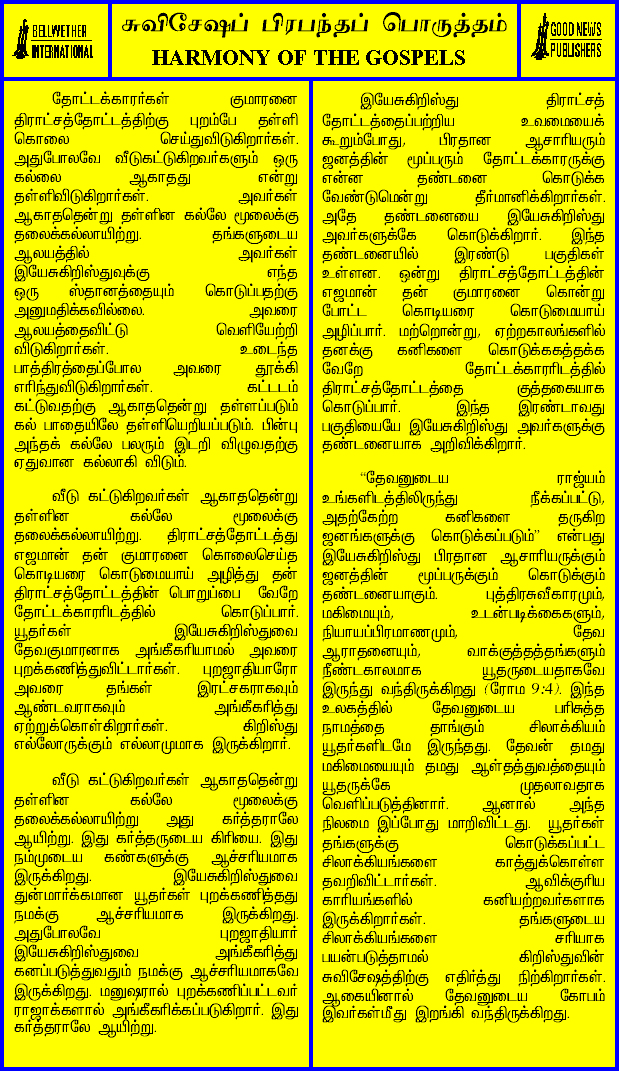 BELLWETHER
INTERNATIONAL
சுவிசேஷப் பிரபந்தப் பொருத்தம்
HARMONY OF THE GOSPELS
GOOD NEWS
PUBLISHERS
தோட்டக்காரர்கள் குமாரனை
திராட்சத்தோட்டத்திற்கு புறம்பே தள்ளி
கொலை செய்துவிடுகிறார்கள்.
அதுபோலவே வீடுகட்டுகிறவர்களும் ஒரு
கல்லை ஆகாதது என்று
தள்ளிவிடுகிறார்கள். அவர்கள்
ஆகாததென்று தள்ளின கல்லே மூலைக்கு
தலைக்கல்லாயிற்று. தங்களுடைய
ஆலயத்தில் அவர்கள்
இயேசுகிறிஸ்துவுக்கு எந்த
ஒரு ஸ்தானத்தையும் கொடுப்பதற்கு
அனுமதிக்கவில்லை. அவரை
ஆலயத்தைவிட்டு வெளியேற்றி
விடுகிறார்கள். உடைந்த
பாத்திரத்தைப்போல அவரை தூக்கி
எரிந்துவிடுகிறார்கள். கட்டடம்
கட்டுவதற்கு ஆகாததென்று தள்ளப்படும்
கல் பாதையிலே தள்ளியெறியப்படும். பின்பு
அந்தக் கல்லே பலரும் இடறி விழுவதற்கு
ஏதுவான கல்லாகி விடும்.
வீடு கட்டுகிறவர்கள் ஆகாததென்று
தள்ளின கல்லே மூலைக்கு
தலைக்கல்லாயிற்று. திராட்சத்தோட்டத்து
எஜமான் தன் குமாரனை கொலைசெய்த
கொடியரை கொடுமையாய் அழித்து தன்
திராட்சத்தோட்டத்தின் பொறுப்பை வேறே
தோட்டக்காரரிடத்தில் கொடுப்பார்.
யூதர்கள் இயேசுகிறிஸ்துவை
தேவகுமாரனாக அங்கீகரியாமல் அவரை
புறக்கணித்துவிட்டார்கள். புறஜாதியாரோ
அவரை தங்கள் இரட்சகராகவும்
ஆண்டவராகவும் அங்கீகரித்து
ஏற்றுக்கொள்கிறார்கள். கிறிஸ்து
எல்லோருக்கும் எல்லாமுமாக இருக்கிறார்.
வீடு கட்டுகிறவர்கள் ஆகாததென்று
தள்ளின கல்லே மூலைக்கு
தலைக்கல்லாயிற்று அது கர்த்தராலே
ஆயிற்று. இது கர்த்தருடைய கிரியை. இது
நம்முடைய கண்களுக்கு ஆச்சரியமாக
இருக்கிறது. இயேசுகிறிஸ்துவை
துன்மார்க்கமான யூதர்கள் புறக்கணித்தது
நமக்கு ஆச்சரியமாக இருக்கிறது.
அதுபோலவே புறஜாதியார்
இயேசுகிறிஸ்துவை அங்கீகரித்து
கனப்படுத்துவதும் நமக்கு ஆச்சரியமாகவே
இருக்கிறது. மனுஷரால் புறக்கணிப்பட்டவர்
ராஜாக்களால் அங்கீகரிக்கப்படுகிறார். இது
கர்த்தராலே ஆயிற்று.
இயேசுகிறிஸ்து திராட்சத்
தோட்டத்தைப்பற்றிய உவமையைக்
கூறும்போது, பிரதான ஆசாரியரும்
ஜனத்தின் மூப்பரும் தோட்டக்காரருக்கு
என்ன தண்டனை கொடுக்க
வேண்டுமென்று தீர்மானிக்கிறார்கள்.
அதே தண்டனையை இயேசுகிறிஸ்து
அவர்களுக்கே கொடுக்கிறார். இந்த
தண்டனையில் இரண்டு பகுதிகள்
உள்ளன. ஒன்று திராட்சத்தோட்டத்தின்
எஜமான் தன் குமாரனை கொன்று
போட்ட கொடியரை கொடுமையாய்
அழிப்பார். மற்றொன்று, ஏற்றகாலங்களில்
தனக்கு கனிகளை கொடுக்ககத்தக்க
வேறே தோட்டக்காரரிடத்தில்
திராட்சத்தோட்டத்தை குத்தகையாக
கொடுப்பார். இந்த இரண்டாவது
பகுதியையே இயேசுகிறிஸ்து அவர்களுக்கு
தண்டனையாக அறிவிக்கிறார்.
“தேவனுடைய ராஜ்யம்
உங்களிடத்திலிருந்து நீக்கப்பட்டு,
அதற்கேற்ற கனிகளை தருகிற
ஜனங்களுக்கு கொடுக்கப்படும்” என்பது
இயேசுகிறிஸ்து பிரதான ஆசாரியருக்கும்
ஜனத்தின் மூப்பருக்கும் கொடுக்கும்
தண்டனையாகும். புத்திரசுவீகாரமும்,
மகிமையும், உடன்படிக்கைகளும்,
நியாயப்பிரமாணமும், தேவ
ஆராதனையும், வாக்குத்தத்தங்களும்
நீண்டகாலமாக யூதருடையதாகவே
இருந்து வந்திருக்கிறது (ரோம 9:4). இந்த
உலகத்தில் தேவனுடைய பரிசுத்த
நாமத்தை தாங்கும் சிலாக்கியம்
யூதர்களிடமே இருந்தது. தேவன் தமது
மகிமையையும் தமது ஆள்தத்துவத்தையும்
யூதருக்கே முதலாவதாக
வெளிப்படுத்தினார். ஆனால் அந்த
நிலமை இப்போது மாறிவிட்டது. யூதர்கள்
தங்களுக்கு கொடுக்கப்பட்ட
சிலாக்கியங்களை காத்துக்கொள்ள
தவறிவிட்டார்கள். ஆவிக்குரிய
காரியங்களில் கனியற்றவர்களாக
இருக்கிறார்கள். தங்களுடைய
சிலாக்கியங்களை சரியாக
பயன்படுத்தாமல் கிறிஸ்துவின்
சுவிசேஷத்திற்கு எதிர்த்து நிற்கிறார்கள்.
ஆகையினால் தேவனுடைய கோபம்
இவர்கள்மீது இறங்கி வந்திருக்கிறது.